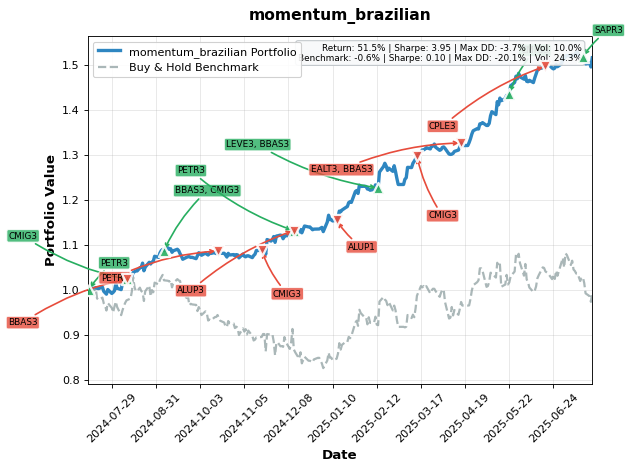 momentum_brazilian
SAPR3
momentum_brazilian Portfolio
Buy & Hold Benchmark
Return: 51.5% | Sharpe: 3.95 | Max DD: -3.7% | Vol: 10.0%
Benchmark: -0.6% | Sharpe: 0.10 | Max DD: -20.1% | Vol: 24.3%
CPLE3
LEVE3, BBAS3
PETR3
EALT3, BBAS3
BBAS3, CMIG3
CMIG3
CMIG3
ALUP1
PETR3
ALUP3
CMIG3
BBAS3
Portfolio Value
1.5
1.4
1.3
1.2
1.1
1.0
0.9
0.8
2024-07-29
2024-08-31
2024-10-03
2024-11-05
2024-12-08
2025-01-10
2025-02-12
2025-03-17
2025-04-19
2025-05-22
2025-06-24
Date